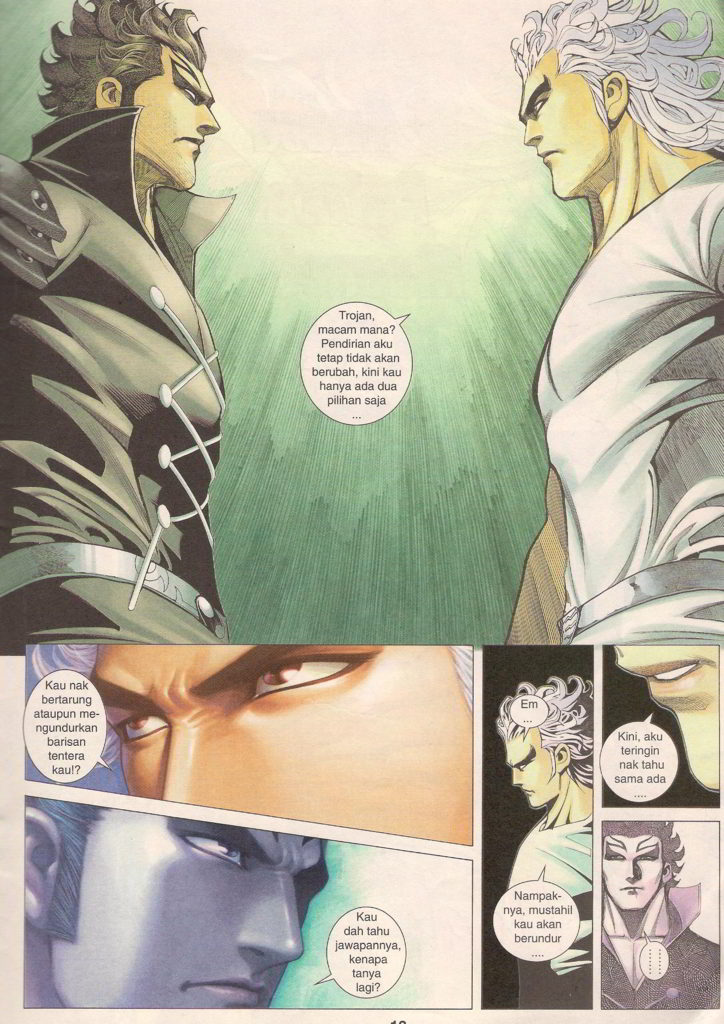 Trojan,
macam mana?
Pendirian aku
tetap tidak akan
berubah, kini kau
hanya ada dua
pilihan saja
...
Kau nak
bertarung
ataupun me-
ngundurkan
barisan
tentera
kau!?
Kau
dah tahu
jawapannya,
kenapa
tanya
lagi?
Em
...
Nampak-
nya, mustahil
kau akan
berundur
....
Kini, aku
teringin
nak tahu
sama ada
....